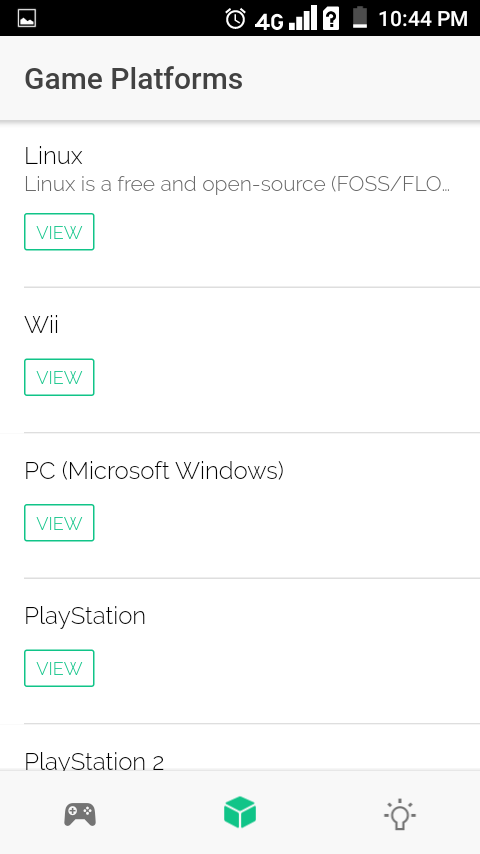 4G
10:44 PM
Game Platforms
Linux
Linux is a free and open-source (FOSS/FLO…
VIEW
Wii
VIEW
PC (Microsoft Windows)
VIEW
PlayStation
VIEW
PlayStation 2